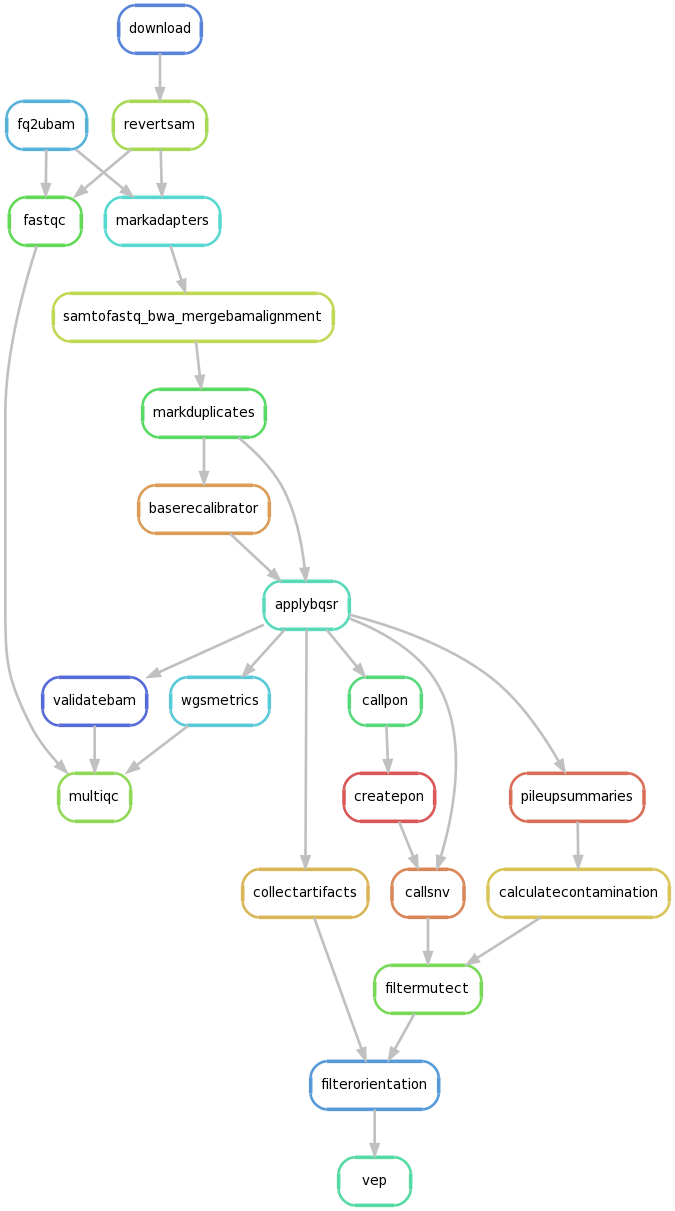 download
fq2ubam
revertsam
fastqc
markadapters
samtofastq_bwa_mergebamalignment
markduplicates
baserecalibrator
applybqsr
validatebam
wgsmetrics
callpon
multiqc
createpon
pileupsummaries
collectartifacts
callsnv
calculatecontamination
filtermutect
filterorientation
vep